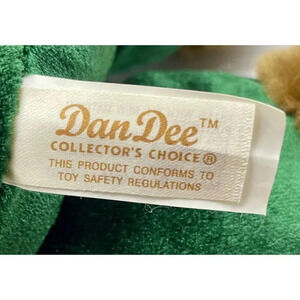 Dan Dee™
COLLECTOR'S CHOICE®
THIS PRODUCT CONFORMS TO
TOY SAFETY REGULATIONS